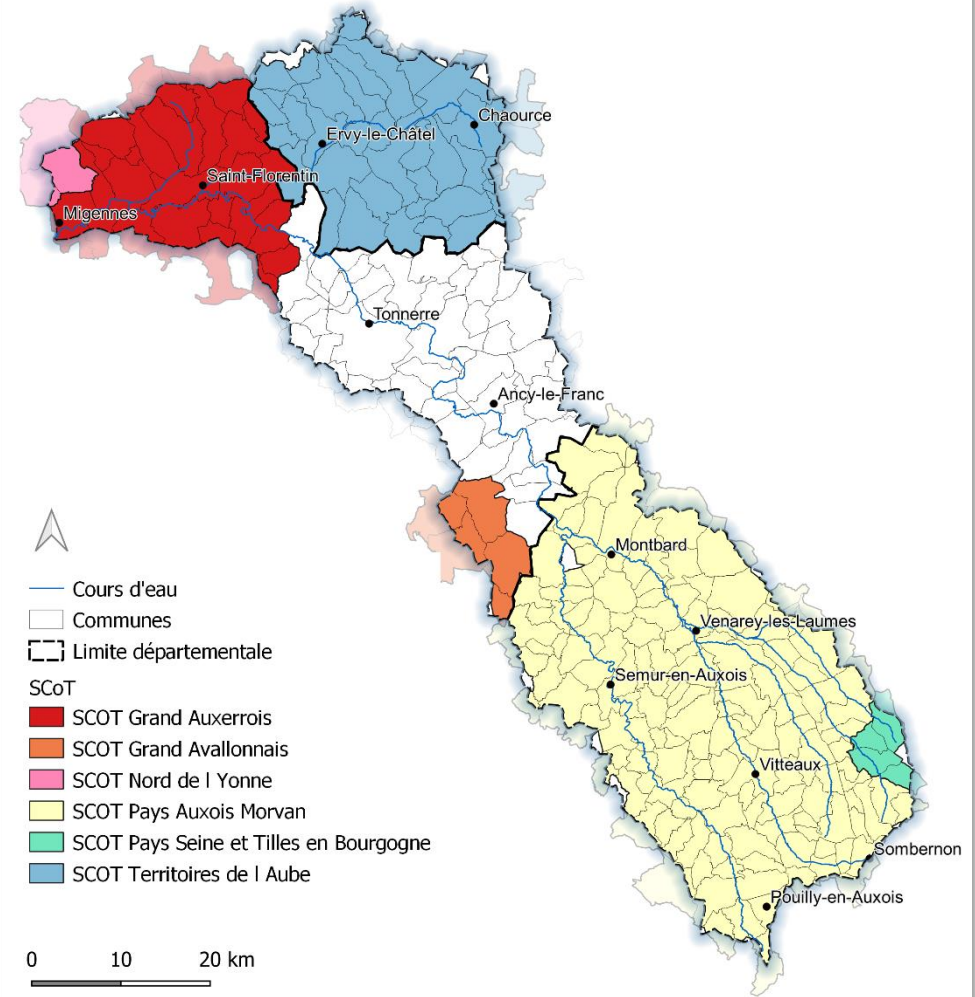 Chaource
Ervy-le-Châtel
Saint-Florentin
Migennes
Tonnerre
Ancy-le-Franc
Montbard
Venarey-les-Laumes
Semur-en-Auxois
Vitteaux
Sombernon
Pouilly-en-Auxois
Cours d'eau
Communes
Limite départementale
SCoT
SCOT Grand Auxerrois
SCOT Grand Avallonnais
SCOT Nord de l Yonne
SCOT Pays Auxois Morvan
SCOT Pays Seine et Tilles en Bourgogne
SCOT Territoires de l Aube
0 10 20 km